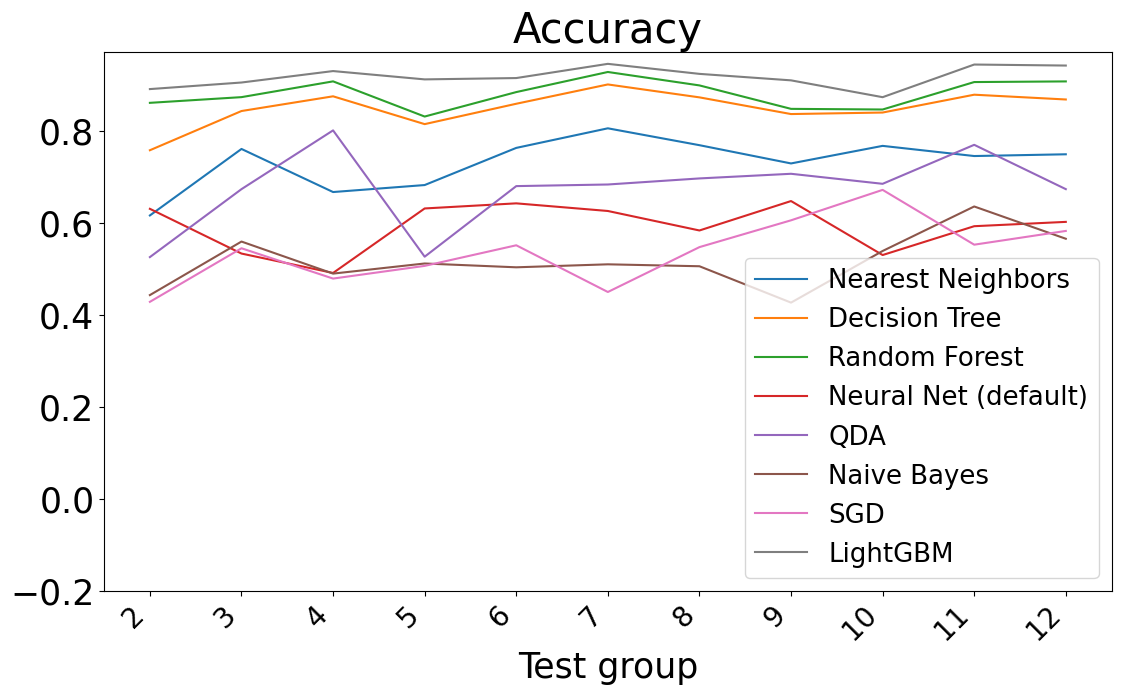 Accuracy
0.8
0.6
0.4
0.2
0.0
−0.2
Nearest Neighbors
Decision Tree
Random Forest
Neural Net (default)
QDA
Naive Bayes
SGD
LightGBM
2 3 4 5 6 7 8 9 10 11 12
Test group